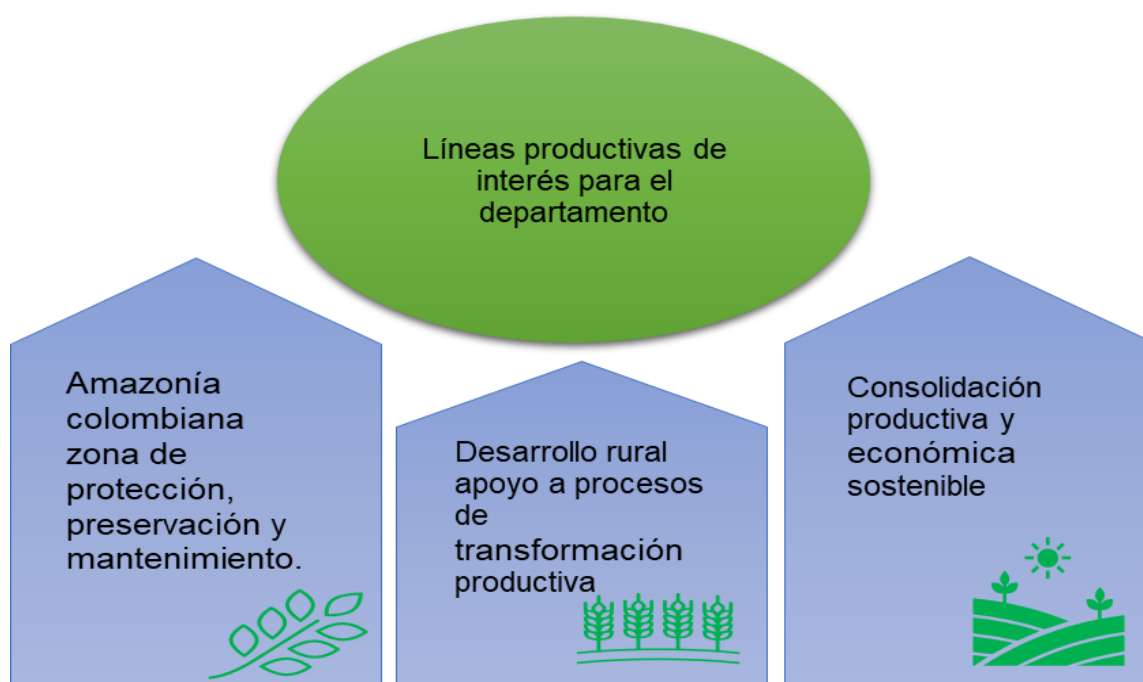 Líneas productivas de
interés para el
departamento
Amazonía
colombiana
zona de
protección,
preservación y
mantenimiento.
Desarrollo rural
apoyo a procesos
de
transformación
productiva
Consolidación
productiva y
económica
sostenible